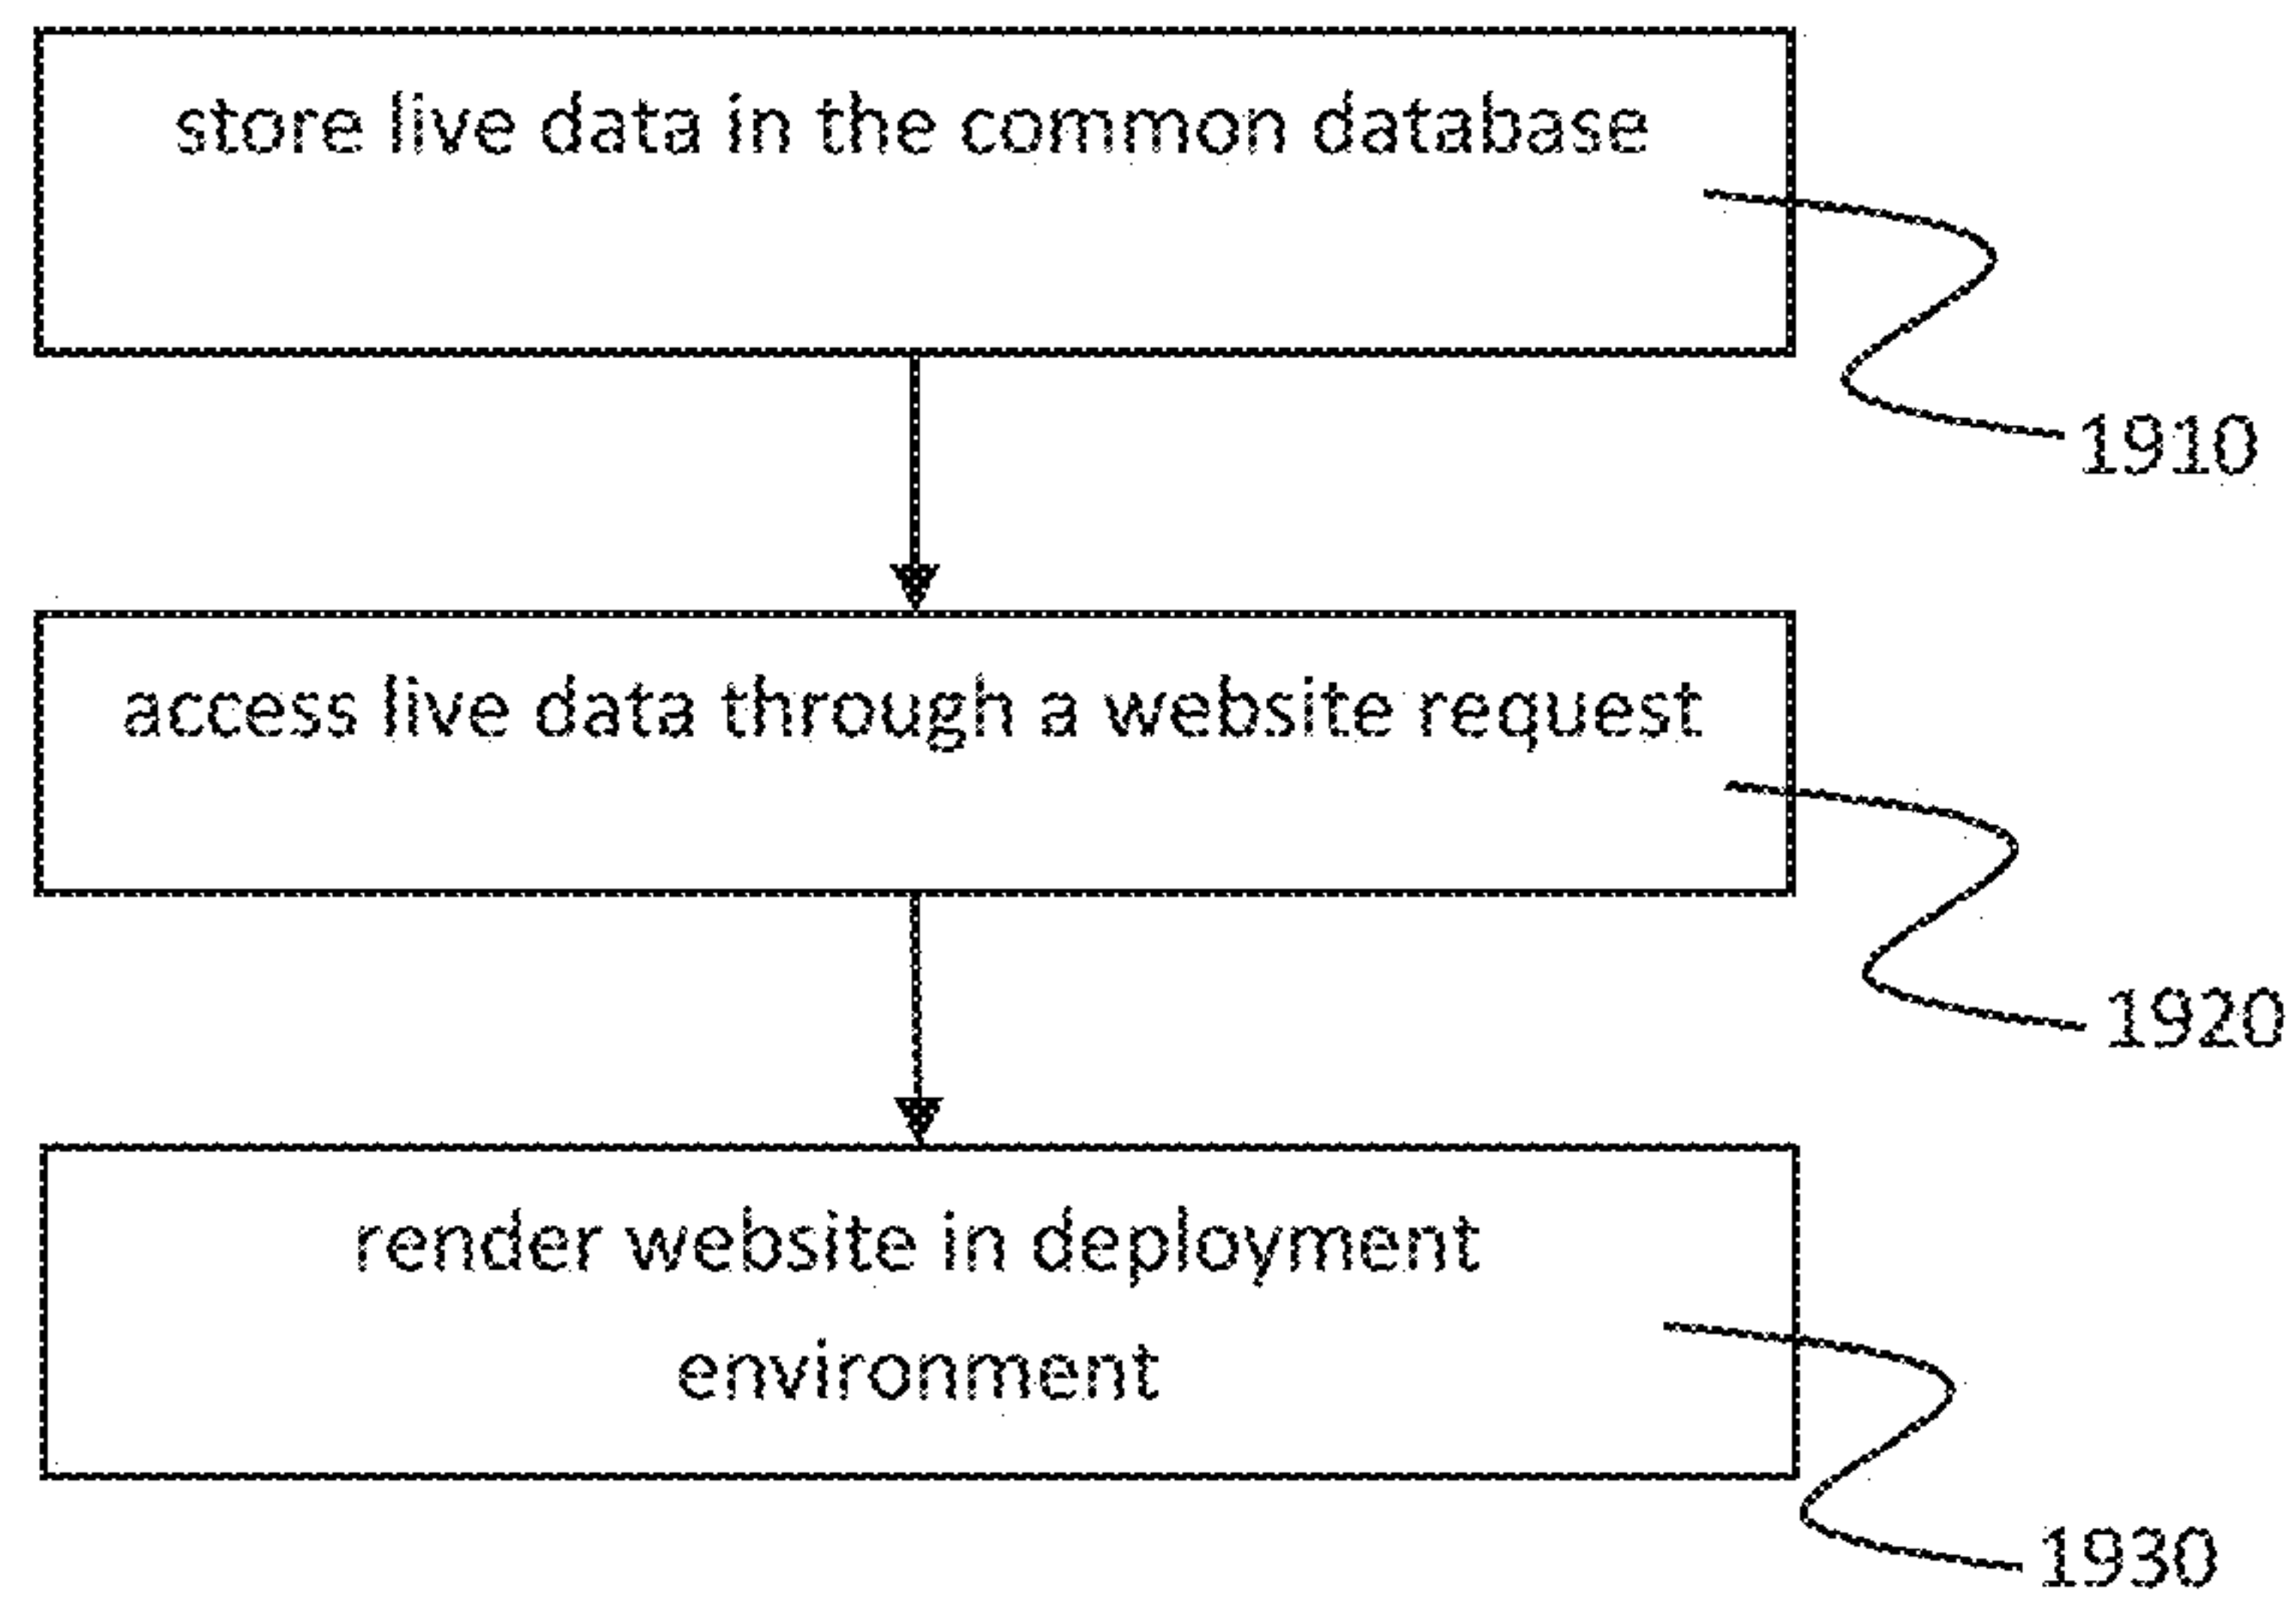 store live data in the common database
1910
access live data through a website request
1920
render website in deployment
environment
1930